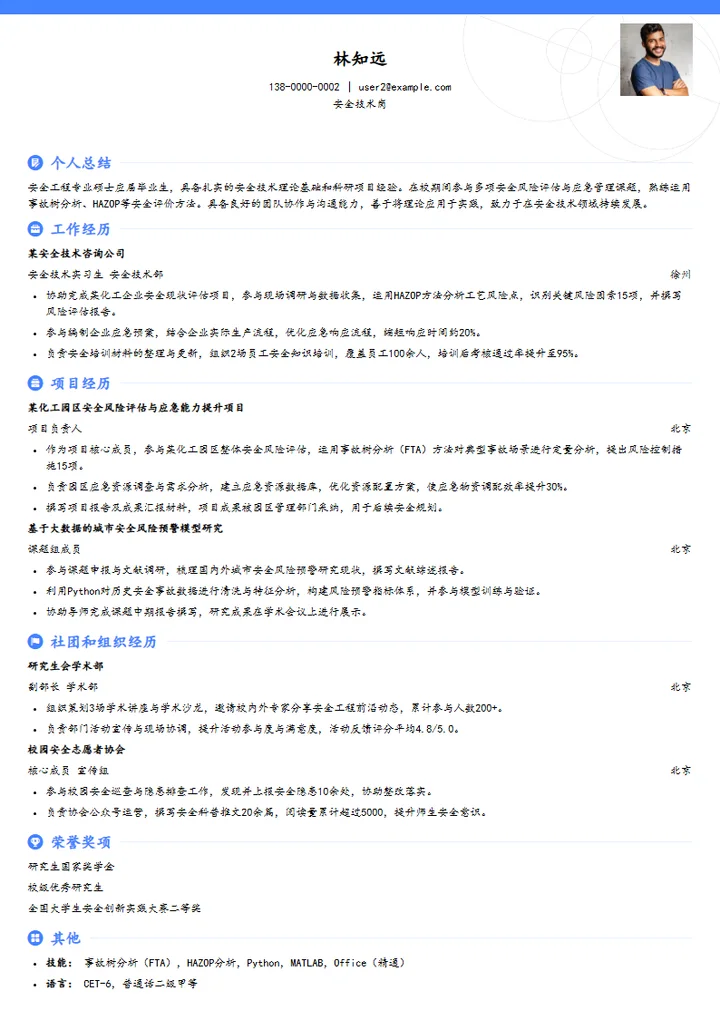 林知远
138-0000-0002 | user2@example.com
安全技术岗
个人总结
安全工程专业硕士应届毕业生，具备扎实的安全技术理论基础和科研项目经验。在校期间参与多项安全风险评估与应急管理课题，熟练运用
事故树分析、HAZOP等安全评价方法。具备良好的团队协作与沟通能力，善于将理论应用于实践，致力于在安全技术领域持续发展。
工作经历
某安全技术咨询公司
安全技术实习生 安全技术部 徐州
• 协助完成某化工企业安全现状评估项目，参与现场调研与数据收集，运用HAZOP方法分析工艺风险点，识别关键风险因素15项，并撰写
风险评估报告。
• 参与编制企业应急预案，结合企业实际生产流程，优化应急响应流程，缩短响应时间约20%。
• 负责安全培训材料的整理与更新，组织2场员工安全知识培训，覆盖员工100余人，培训后考核通过率提升至95%。
项目经历
某化工园区安全风险评估与应急能力提升项目
项目负责人 北京
• 作为项目核心成员，参与某化工园区整体安全风险评估，运用事故树分析（FTA）方法对典型事故场景进行定量分析，提出风险控制措
施15项。
• 负责园区应急资源调查与需求分析，建立应急资源数据库，优化资源配置方案，使应急物资调配效率提升30%。
• 撰写项目报告及成果汇报材料，项目成果被园区管理部门采纳，用于后续安全规划。
基于大数据的城市安全风险预警模型研究
课题组成员 北京
• 参与课题申报与文献调研，梳理国内外城市安全风险预警研究现状，撰写文献综述报告。
• 利用Python对历史安全事故数据进行清洗与特征分析，构建风险预警指标体系，并参与模型训练与验证。
• 协助导师完成课题中期报告撰写，研究成果在学术会议上进行展示。
社团和组织经历
研究生会学术部
副部长 学术部 北京
• 组织策划3场学术讲座与学术沙龙，邀请校内外专家分享安全工程前沿动态，累计参与人数200+。
• 负责部门活动宣传与现场协调，提升活动参与度与满意度，活动反馈评分平均4.8/5.0。
校园安全志愿者协会
核心成员 宣传组 北京
• 参与校园安全巡查与隐患排查工作，发现并上报安全隐患10余处，协助整改落实。
• 负责协会公众号运营，撰写安全科普推文20余篇，阅读量累计超过5000，提升师生安全意识。
荣誉奖项
研究生国家奖学金
校级优秀研究生
全国大学生安全创新实践大赛二等奖
其他
• 技能： 事故树分析（FTA）, HAZOP分析, Python, MATLAB, Office（精通）
• 语言： CET-6, 普通话二级甲等